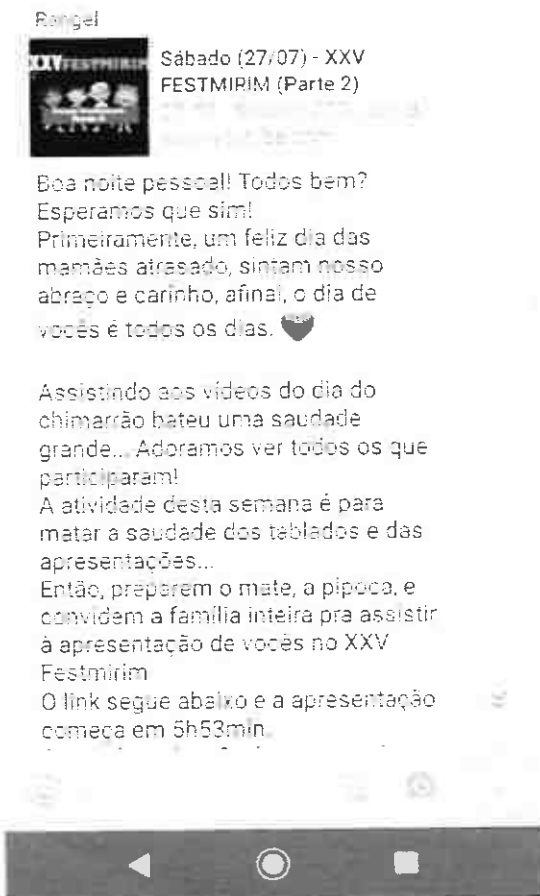 Rangel
XXV FESTMIRIM
Sábado (27/07) - XXV
FESTMIRIM (Parte 2)
Boa noite pessoal! Todos bem?
Esperamos que sim!
Primeiramente, um feliz dia das
mamães atrasado, sintam nosso
abraço e carinho, afinal, o dia de
vocês é todos os dias.
Assistindo aos vídeos do dia do
chimarrão bateu uma saudade
grande... Adoramos ver todos os que
participaram!
A atividade desta semana é para
matar a saudade dos tablados e das
apresentações...
Então, preparem o mate, a pipoca, e
convidem a família inteira pra assistir
à apresentação de vocês no XXV
Festmirim
O link segue abaixo e a apresentação
começa em 5h53min.